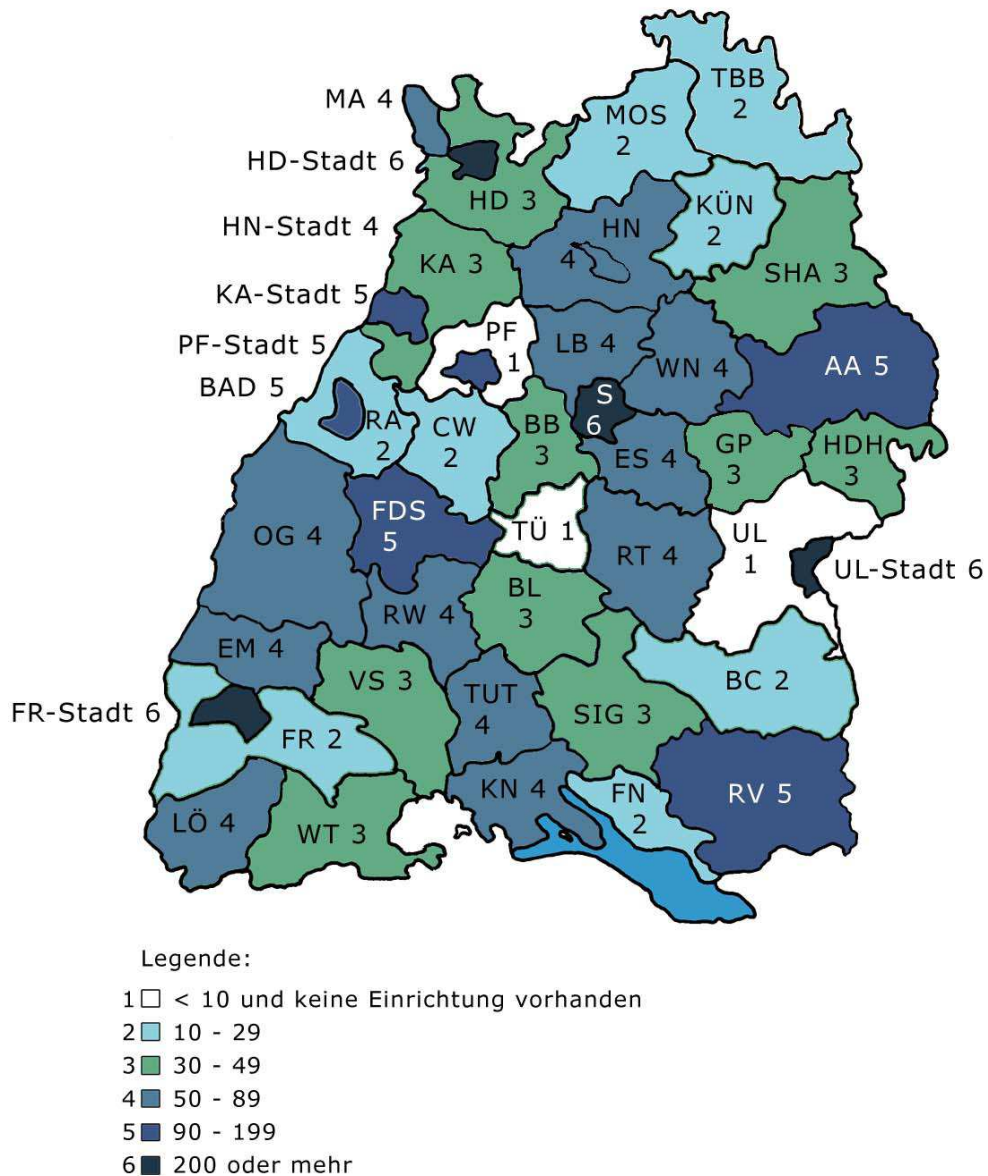 TBB
2
MA 4
MOS
2
HD-Stadt 6
HD 3
KÜN
2
HN-Stadt 4
HN
4
KA 3
SHA 3
KA-Stadt 5
PF
1
PF-Stadt 5
LB 4
WN 4
AA 5
BAD 5
S
6
RA
2
CW
2
BB
3
ES 4
GP
3
HDH
3
FDS
5
OG 4
TÜ 1
RT 4
UL
1
UL-Stadt 6
BL
3
RW 4
EM 4
VS 3
BC 2
TUT
4
SIG 3
FR-Stadt 6
FR 2
KN 4
FN
2
RV 5
LÖ 4
WT 3
Legende:
1 < 10 und keine Einrichtung vorhanden
2 10 - 29
3 30 - 49
4 50 - 89
5 90 - 199
6 200 oder mehr